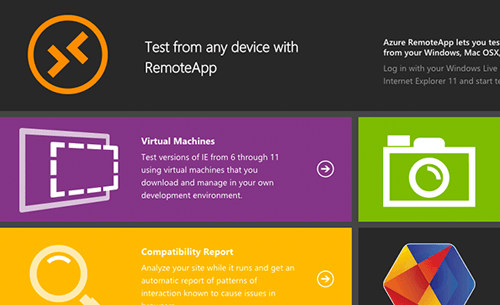 Test from any device with
RemoteApp
Azure RemoteApp lets you tes
from your Windows, Mac OSX,
Log in with your Windows Live
Internet Explorer 11 and start te
Virtual Machines
Test versions of IE from 6 through 11
using virtual machines that you
download and manage in your own
development environment.
Compatibility Report
Analyze your site while it runs and get an
automatic report of patterns of
interaction known to cause issues in